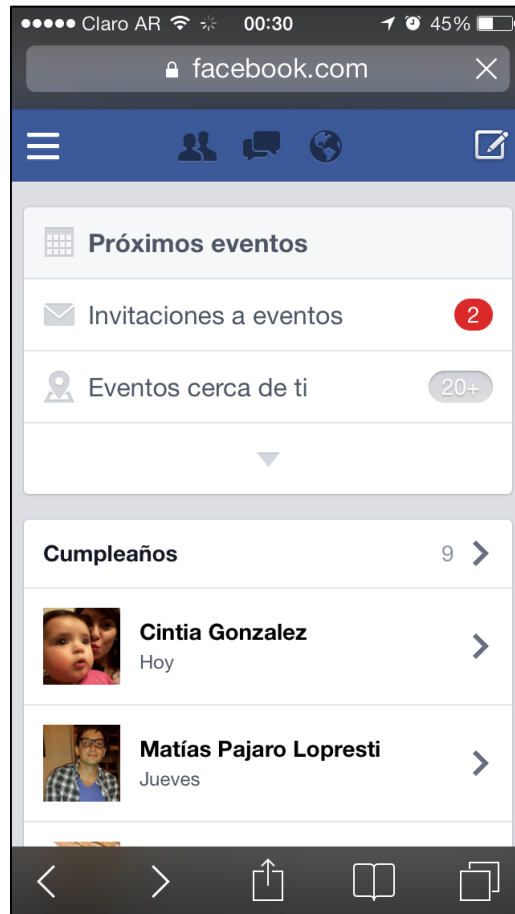 Claro AR 00:30 45%
facebook.com
Próximos eventos
Invitaciones a eventos 2
Eventos cerca de ti 20+
Cumpleaños 9
Cintia Gonzalez
Hoy
Matías Pajaro Lopresti
Jueves